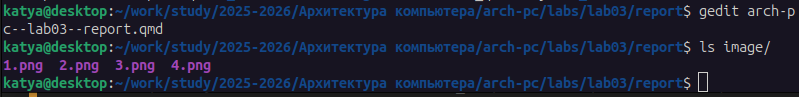 katya@desktop:~/work/study/2025-2026/Архитектура компьютера/arch-pc/labs/lab03/report$ gedit arch-p
c--lab03--report.qmd
katya@desktop:~/work/study/2025-2026/Архитектура компьютера/arch-pc/labs/lab03/report$ ls image/
1.png  2.png  3.png  4.png
katya@desktop:~/work/study/2025-2026/Архитектура компьютера/arch-pc/labs/lab03/report$